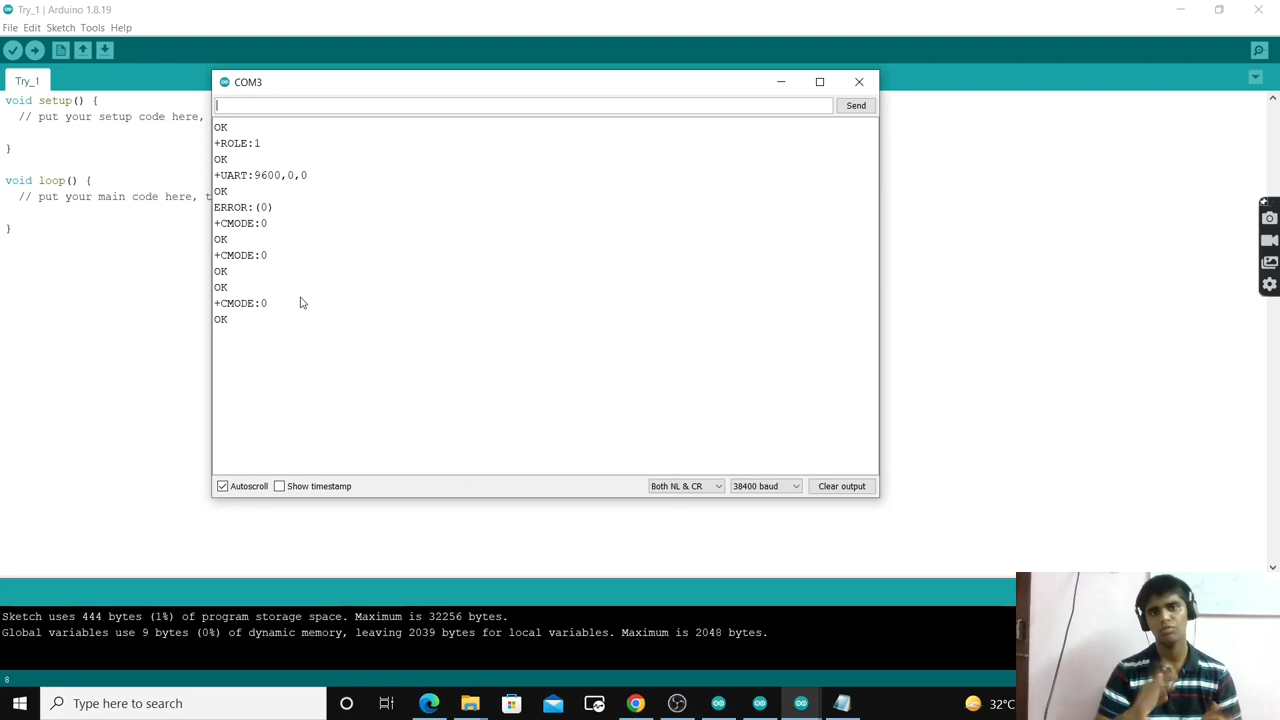 Try_1 | Arduino 1.8.19
File Edit Sketch Tools Help
Try_1
void setup() {
// put your setup code here,
}
void loop() {
// put your main code here, t
}
COM3
Send
OK
+ROLE:1
OK
+UART:9600,0,0
OK
ERROR:(0)
+CMODE:0
OK
+CMODE:0
OK
OK
+CMODE:0
OK
Autoscroll Show timestamp Both NL & CR 38400 baud Clear output
Sketch uses 444 bytes (1%) of program storage space. Maximum is 32256 bytes.
Global variables use 9 bytes (0%) of dynamic memory, leaving 2039 bytes for local variables. Maximum is 2048 bytes.
8
Type here to search
32°C